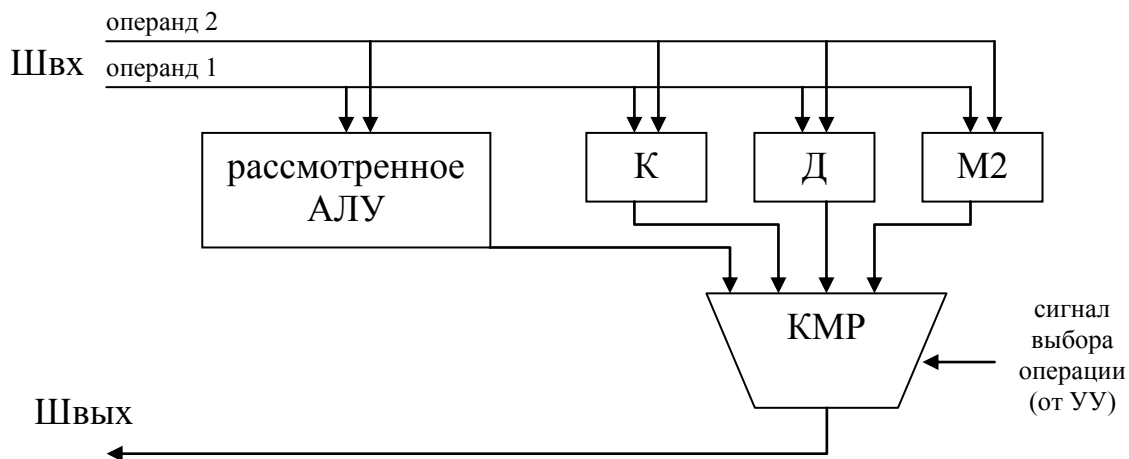 операнд 2
Швх
операнд 1
рассмотренное
АЛУ
К
Д
М2
КМР
сигнал
выбора
операции
(от УУ)
Швых